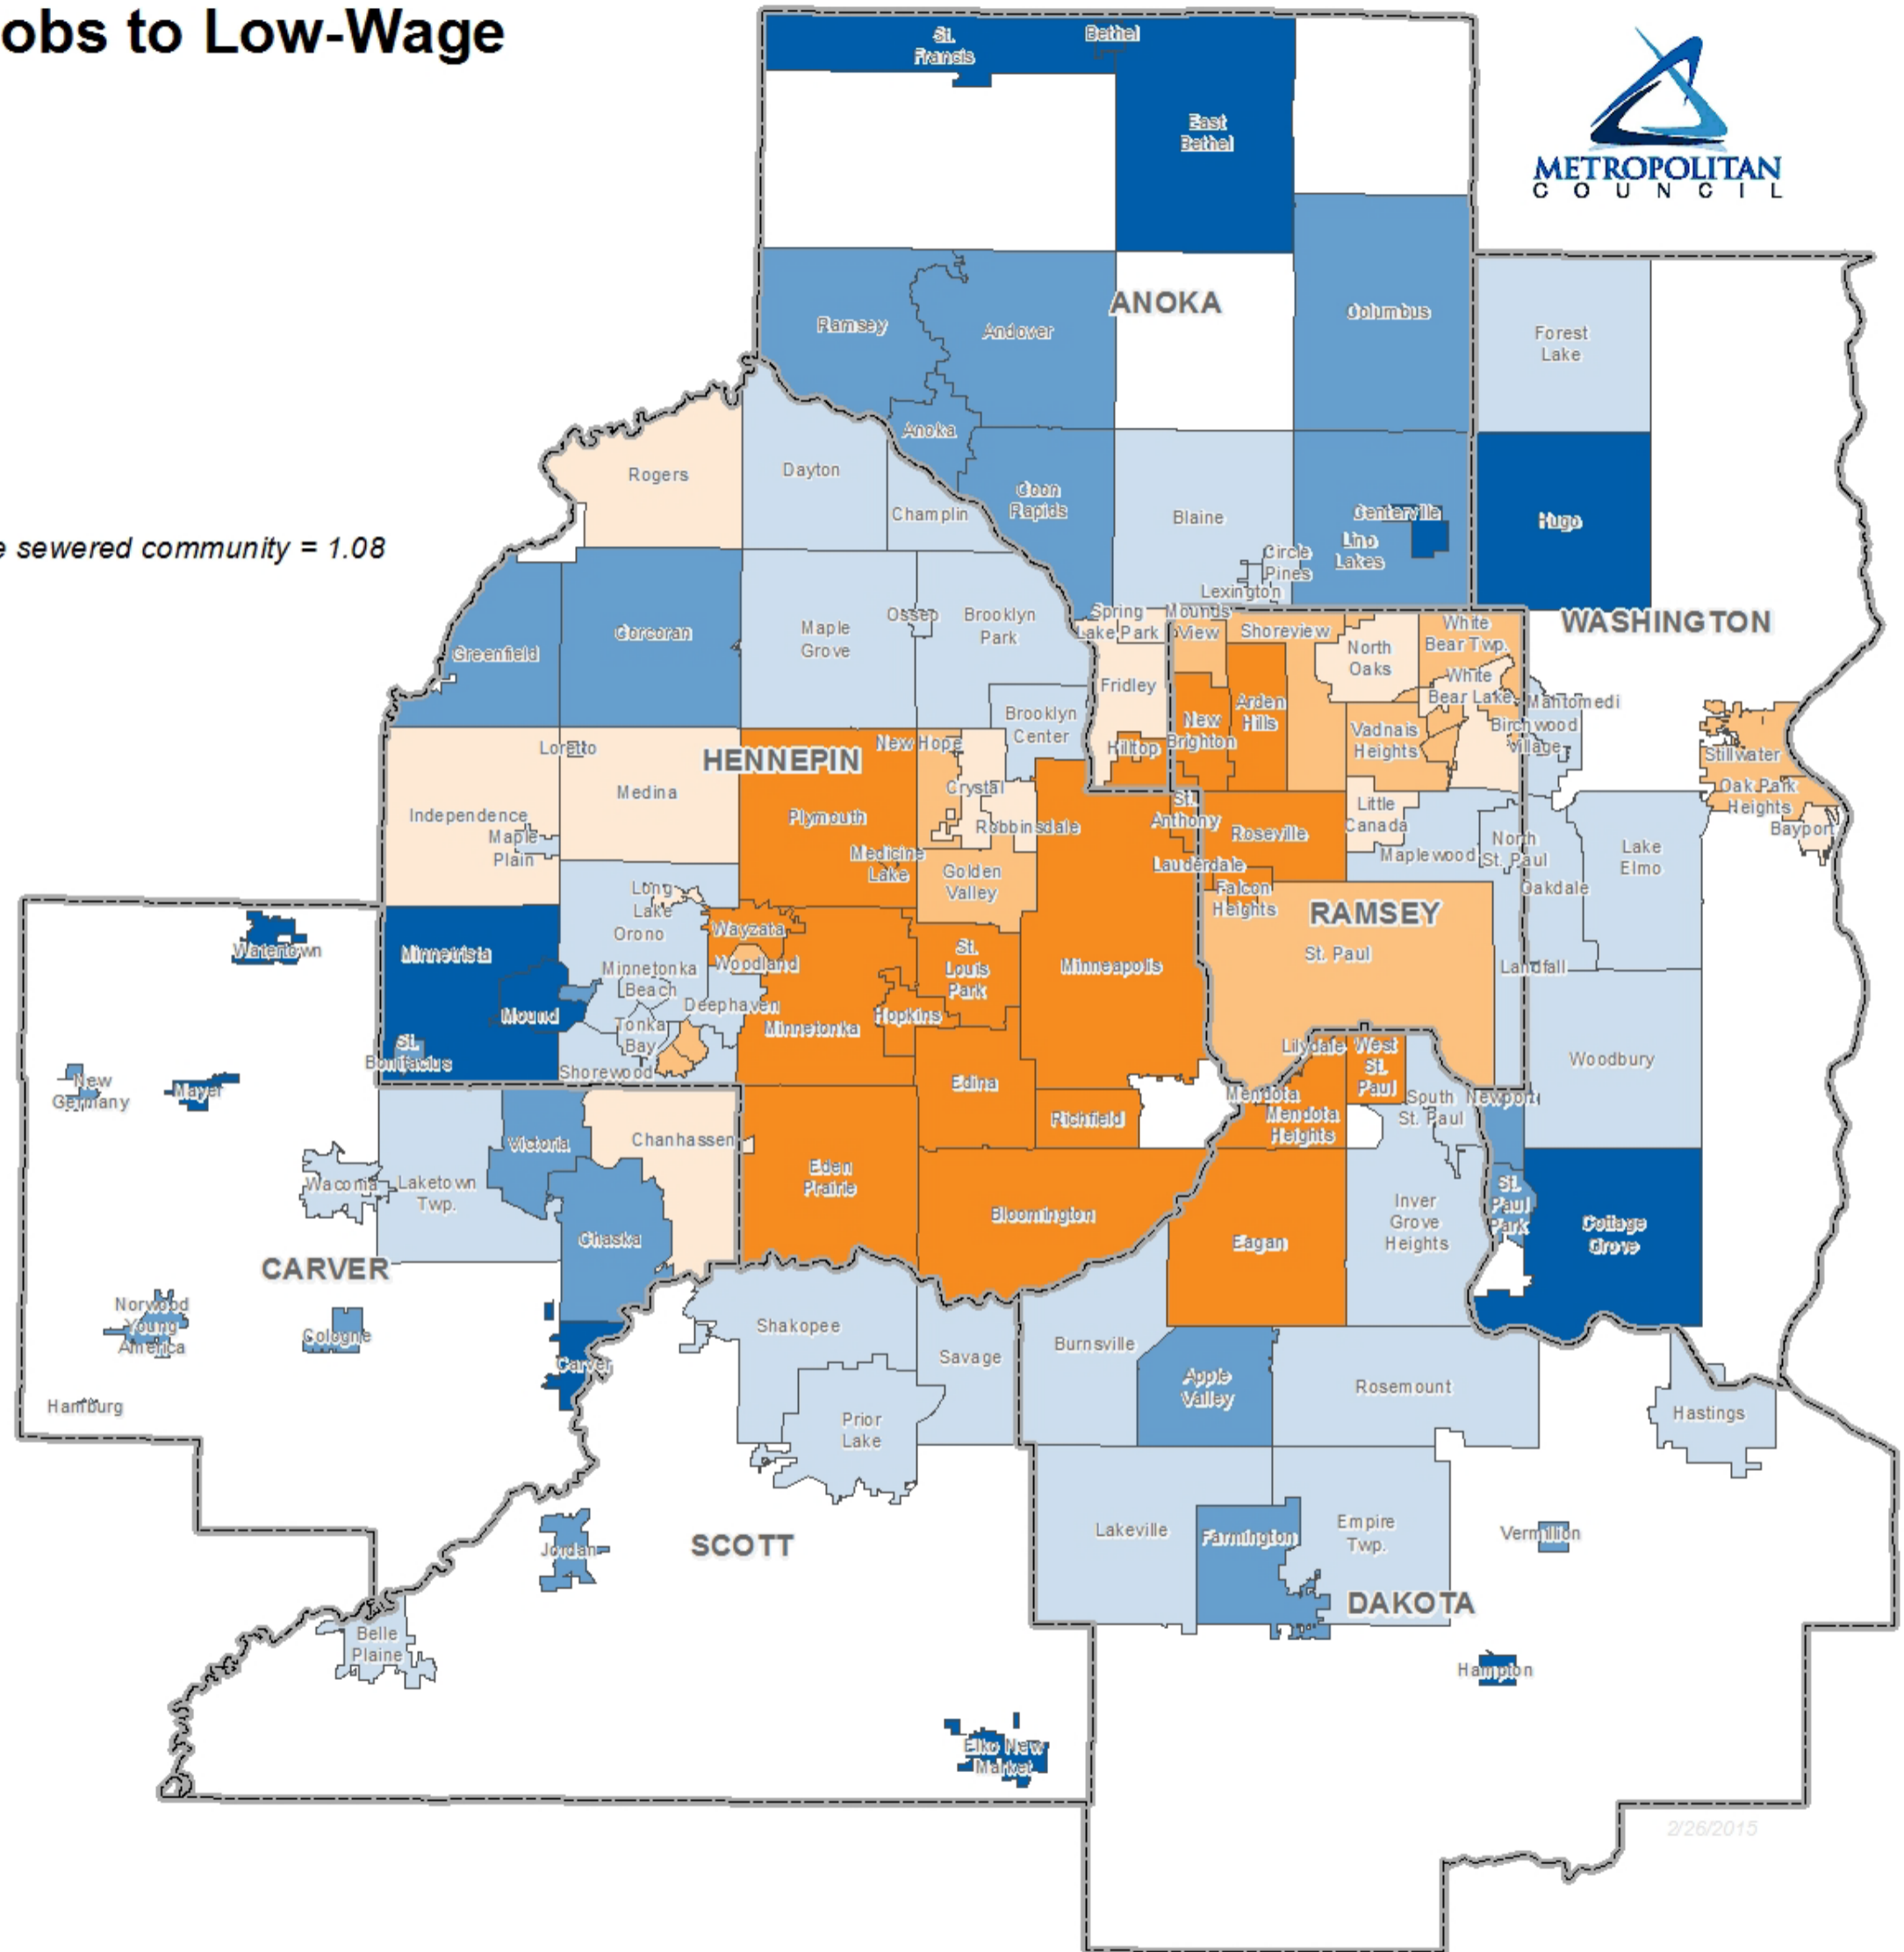 obs to Low-Wage
METROPOLITAN
COUNCIL
e sewered community = 1.08
St.
Francis
Bethel
East
Bethel
ANOKA
Ramsey
Andover
Columbus
Forest
Lake
Anoka
Rogers
Dayton
Champlin
Coon
Rapids
Blaine
Centerville
Lino
Lakes
Hugo
Circle
Pines
Lexington
Greenfield
Corcoran
Maple
Grove
Osseo
Brooklyn
Park
Spring
Lake Park
Mounds
View
Shoreview
North
Oaks
White
Bear Twp.
WASHINGTON
White
Bear Lake
Mahtomedi
Birchwood
Village
Fridley
Brooklyn
Center
New
Brighton
Arden
Hills
Vadnais
Heights
Hilltop
Stillwater
Oak Park
Heights
Bayport
Loretto
HENNEPIN
New Hope
Independence
Maple
Plain
Medina
Plymouth
Crystal
Robbinsdale
Medicine
Lake
Golden
Valley
St.
Anthony
Roseville
Little
Canada
Maplewood
North
St. Paul
Lake
Elmo
Lauderdale
Falcon
Heights
Oakdale
RAMSEY
St. Paul
Landfall
Watertown
Minnetrista
Long
Lake
Orono
Wayzata
Woodland
Minnetonka
Beach
Deephaven
St.
Louis
Park
Minneapolis
Mound
Tonka
Bay
Minnetonka
Hopkins
St.
Bonifacius
Shorewood
Edina
Lilydale
West
St.
Paul
Woodbury
New
Germany
Mayer
Richfield
Mendota
Mendota
Heights
South
St. Paul
Newport
Victoria
Chanhassen
Waconia
Laketown
Twp.
Eden
Prairie
Bloomington
Inver
Grove
Heights
St.
Paul
Park
Cottage
Grove
Chaska
Eagan
CARVER
Norwood
Young
America
Cologne
Carver
Hamburg
Shakopee
Savage
Burnsville
Apple
Valley
Rosemount
Hastings
Prior
Lake
Jordan
SCOTT
Lakeville
Farmington
Empire
Twp.
Vermillion
DAKOTA
Belle
Plaine
Hampton
Elko New
Market
2/26/2015